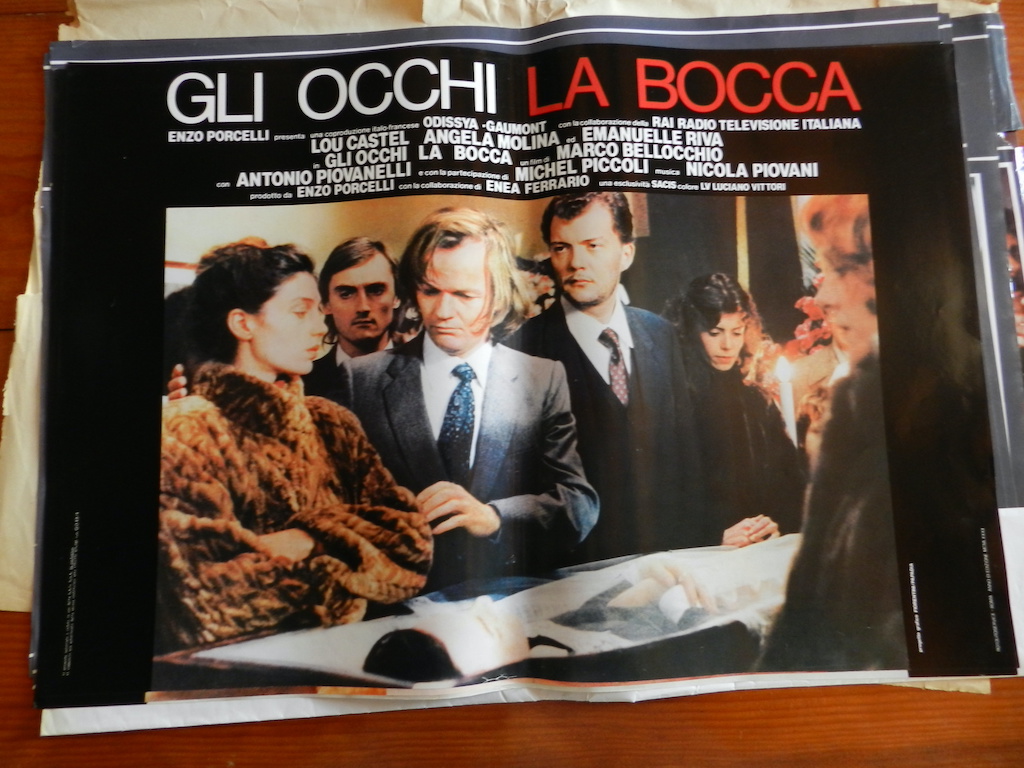 GLI OCCHI LA BOCCA
ENZO PORCELLI presenta una coproduzione italo-francese ODISSYA - GAUMONT con la collaborazione della RAI RADIO TELEVISIONE ITALIANA
LOU CASTEL ANGELA MOLINA ed EMANUELLE RIVA
in GLI OCCHI LA BOCCA un film di MARCO BELLOCCHIO
con ANTONIO PIOVANELLI e con la partecipazione di MICHEL PICCOLI musica NICOLA PIOVANI
prodotto da ENZO PORCELLI con la collaborazione di ENEA FERRARIO una esclusività SACIS colore LV LUCIANO VITTORI